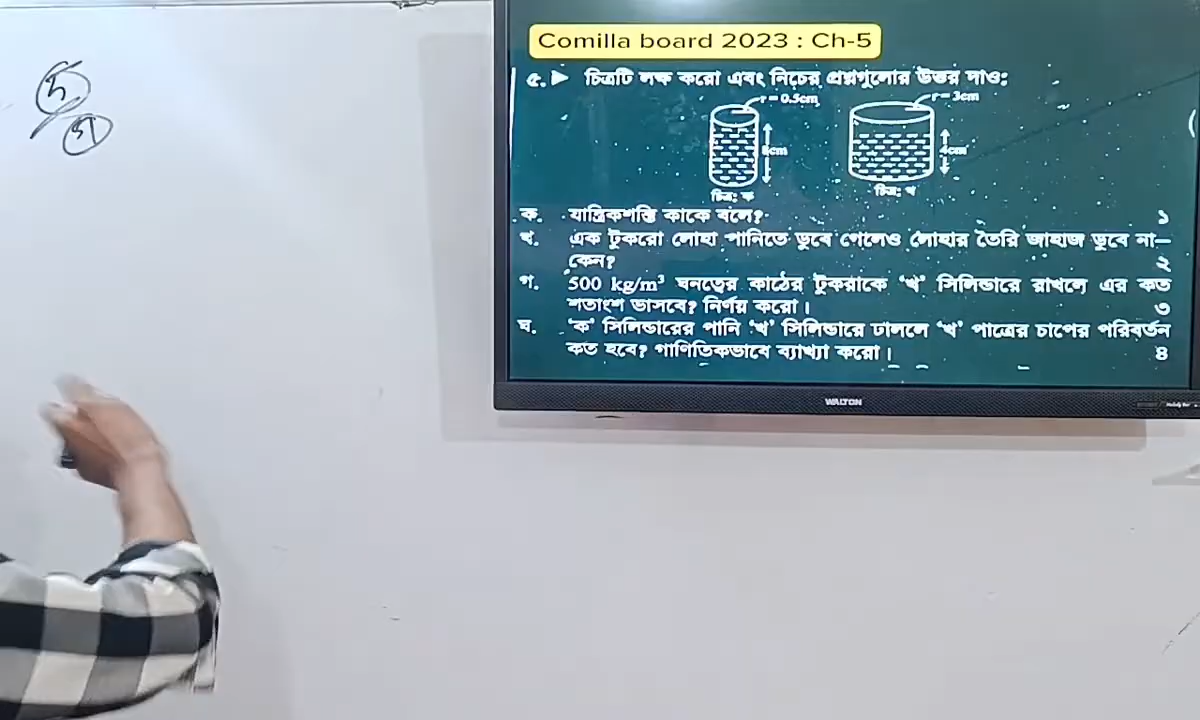 Comilla board 2023 : Ch-5
৫. ▶ চিত্রটি লক্ষ করো এবং নিচের প্রশ্নগুলোর উত্তর দাও:
r = 0.5cm r = 3cm
cm 4cm
চিত্র: ক চিত্র: খ
ক. যান্ত্রিকশক্তি কাকে বলে? ১
খ. এক টুকরো লোহা পানিতে ডুবে গেলেও লোহার তৈরি জাহাজ ডুবে না—
কেন? ২
গ. 500 kg/m³ ঘনত্বের কাঠের টুকরাকে ‘খ’ সিলিন্ডারে রাখলে এর কত
শতাংশ ভাসবে? নির্ণয় করো। ৩
ঘ. ‘ক’ সিলিন্ডারের পানি ‘খ’ সিলিন্ডারে ঢাললে ‘খ’ পাত্রের চাপের পরিবর্তন
কত হবে? গাণিতিকভাবে ব্যাখ্যা করো। 8
WALTON